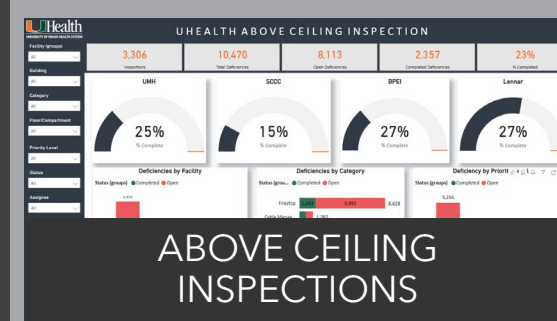 UHealth
UNIVERSITY OF MIAMI HEALTH SYSTEM
UHEALTH ABOVE CEILING INSPECTION
Facility (groups)
All
Building
All
Category
All
Floor/Compartment
All
Priority Level
All
Status
All
Assignee
All
3,306
Inspections
10,470
Total Deficiencies
8,113
Open Deficiencies
2,357
Completed Deficiencies
23%
% Completed
UMH
25%
% Complete
SCCC
15%
% Complete
BPEI
27%
% Complete
Lennar
27%
% Complete
Deficiencies by Facility
Status (groups) Completed Open
Deficiencies by Category
Status (grou... Completed Open
Firestop 8,628
1,382
Deficiency by Priorit
Status (groups) Completed Open
5,254
ABOVE CEILING
INSPECTIONS